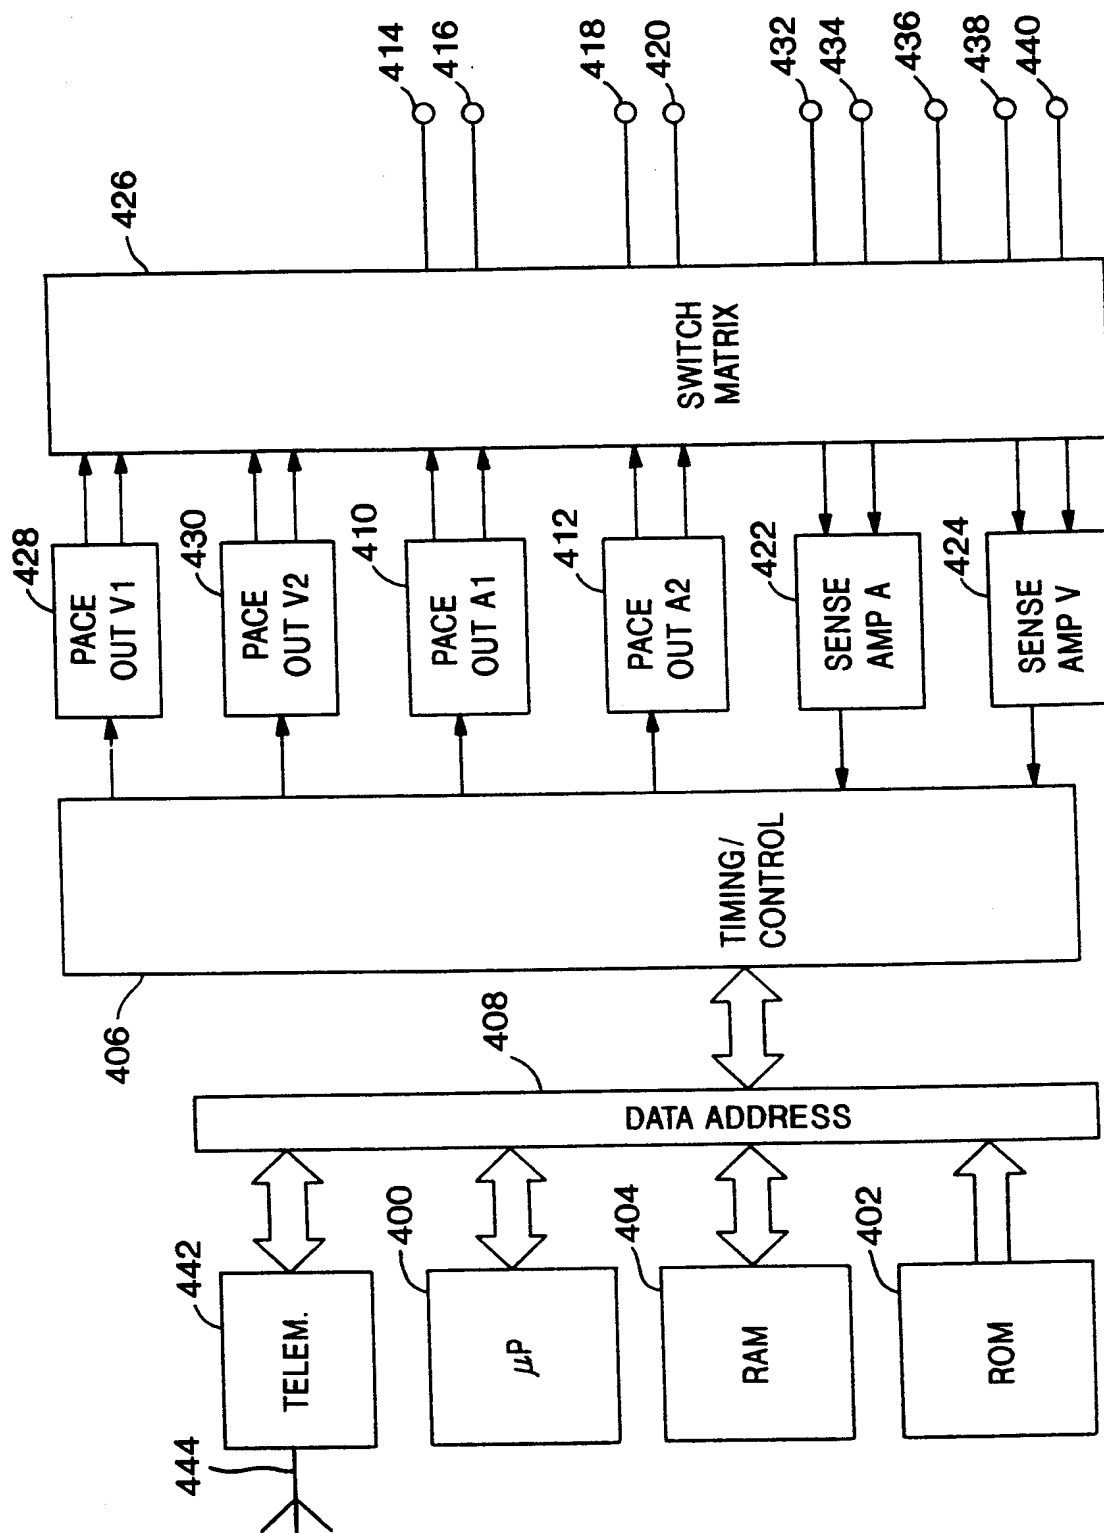 444
442
TELEM.
400
μP
404
RAM
402
ROM
408
DATA ADDRESS
406
TIMING/
CONTROL
428
PACE
OUT V1
430
PACE
OUT V2
410
PACE
OUT A1
412
PACE
OUT A2
422
SENSE
AMP A
424
SENSE
AMP V
426
SWITCH
MATRIX
414
416
418
420
432
434
436
438
440